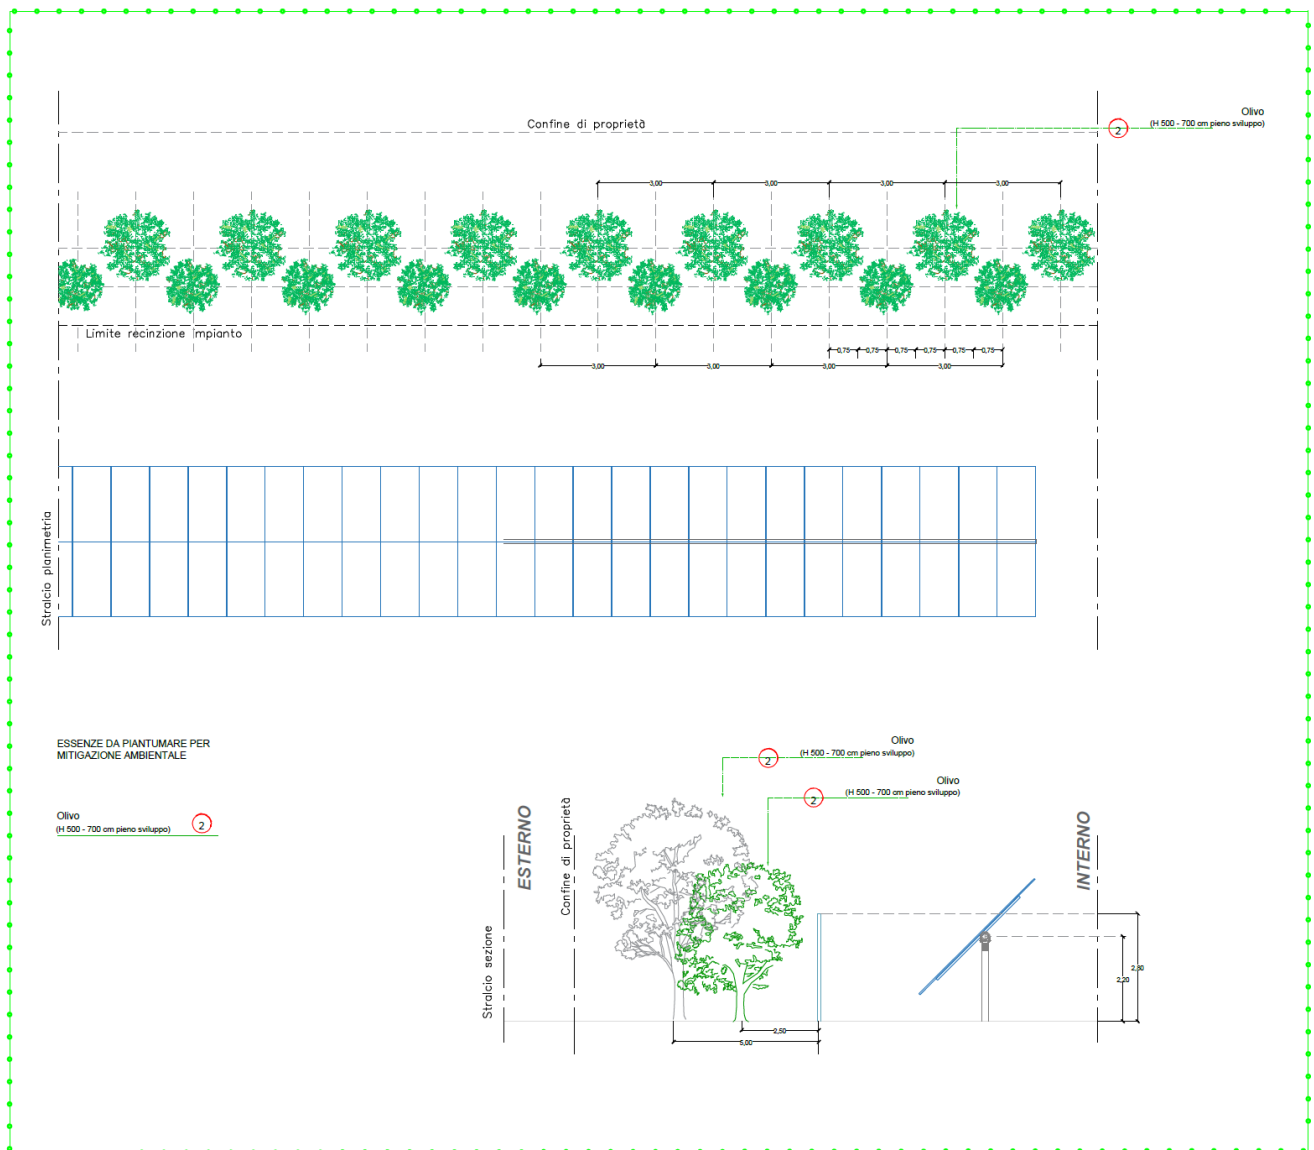 Confine di proprietà
Olivo
2
(H 500 - 700 cm pieno sviluppo)
3,00
3,00
3,00
3,00
Limite recinzione impianto
0,75
0,75
0,75
0,75
0,75
0,75
3,00
3,00
3,00
3,00
Stralcio planimetria
ESSENZE DA PIANTUMARE PER
MITIGAZIONE AMBIENTALE
Olivo
(H 500 - 700 cm pieno sviluppo)
2
Olivo
(H 500 - 700 cm pieno sviluppo)
2
Olivo
(H 500 - 700 cm pieno sviluppo)
2
ESTERNO
Confine di proprietà
INTERNO
Stralcio sezione
2,20
2,50
5,00